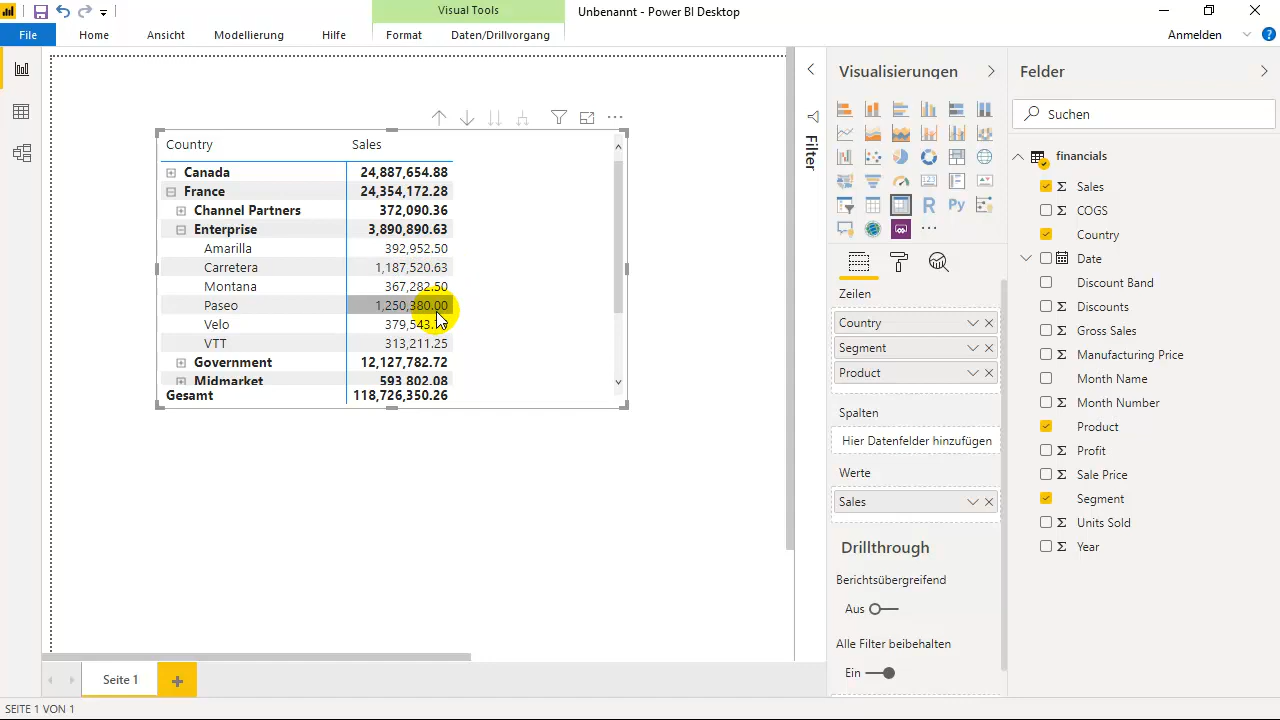 Visual Tools
Unbenannt - Power BI Desktop
File
Home
Ansicht
Modellierung
Hilfe
Format
Daten/Drillvorgang
Anmelden
Country Sales
Canada 24,887,654.88
France 24,354,172.28
Channel Partners 372,090.36
Enterprise 3,890,890.63
Amarilla 392,952.50
Carretera 1,187,520.63
Montana 367,282.50
Paseo 1,250,380.00
Velo
VTT 313,211.25
Government 12,127,782.72
Midmarket 593,802.08
Gesamt 118,726,350.26
Seite 1
SEITE 1 VON 1
Filter
Visualisierungen
R
Py
123
Zeilen
Country
Segment
Product
Spalten
Hier Datenfelder hinzufügen
Werte
Sales
Drillthrough
Berichtsübergreifend
Aus
Alle Filter beibehalten
Ein
Felder
Suchen
financials
Sales
COGS
Country
Date
Discount Band
Discounts
Gross Sales
Manufacturing Price
Month Name
Month Number
Product
Profit
Sale Price
Segment
Units Sold
Year